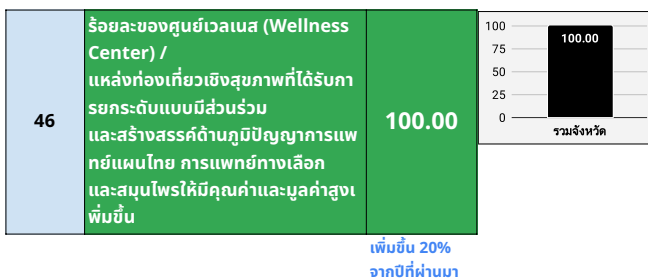 46
ร้อยละของศูนย์เวลเนส (Wellness
Center) /
แหล่งท่องเที่ยวเชิงสุขภาพที่ได้รับกา
รยกระดับแบบมีส่วนร่วม
และสร้างสรรค์ด้านภูมิปัญญาการแพ
ทย์แผนไทย การแพทย์ทางเลือก
และสมุนไพรให้มีคุณค่าและมูลค่าสูงเ
พิ่มขึ้น
100.00
เพิ่มขึ้น 20%
จากปีที่ผ่านมา
100
75
50
25
0
100.00
รวมจังหวัด